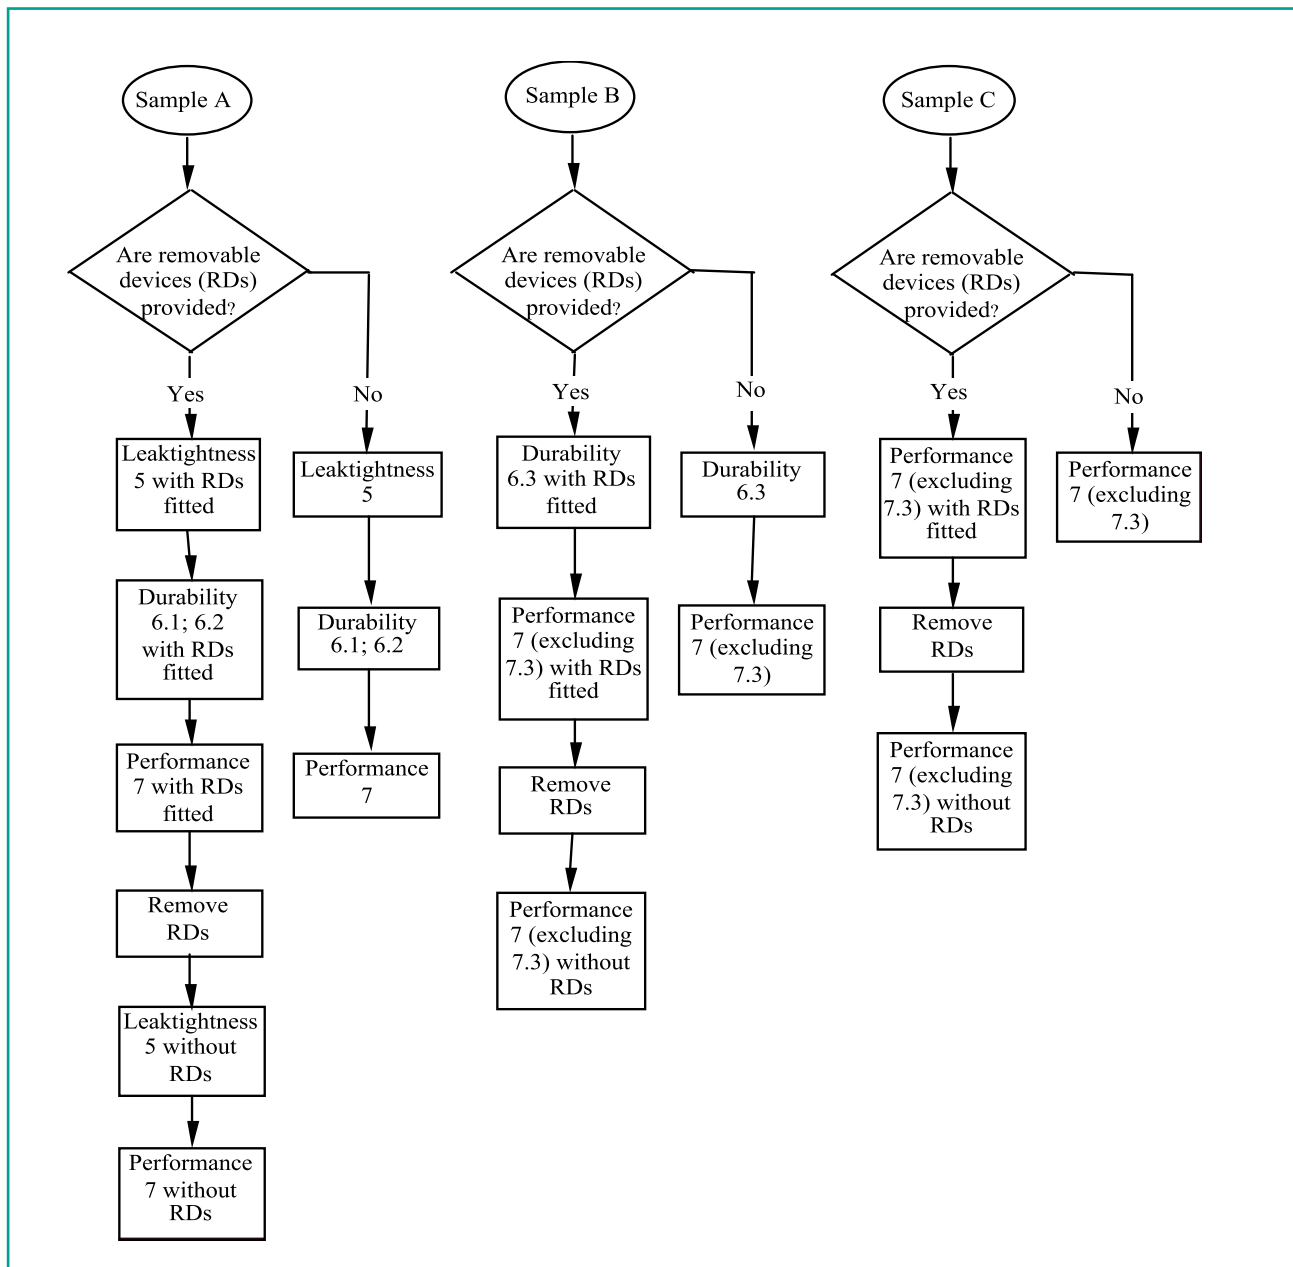 Sample A
Are removable
devices (RDs)
provided?
Yes
No
Leaktightness
5 with RDs
fitted
Durability
6.1; 6.2
with RDs
fitted
Performance
7 with RDs
fitted
Remove
RDs
Leaktightness
5 without
RDs
Performance
7 without
RDs
Leaktightness
5
Durability
6.1; 6.2
Performance
7
Sample B
Are removable
devices (RDs)
provided?
Yes
No
Durability
6.3 with RDs
fitted
Performance
7 (excluding
7.3) with RDs
fitted
Remove
RDs
Performance
7 (excluding
7.3) without
RDs
Durability
6.3
Performance
7 (excluding
7.3)
Sample C
Are removable
devices (RDs)
provided?
Yes
No
Performance
7 (excluding
7.3) with RDs
fitted
Remove
RDs
Performance
7 (excluding
7.3) without
RDs
Performance
7 (excluding
7.3)